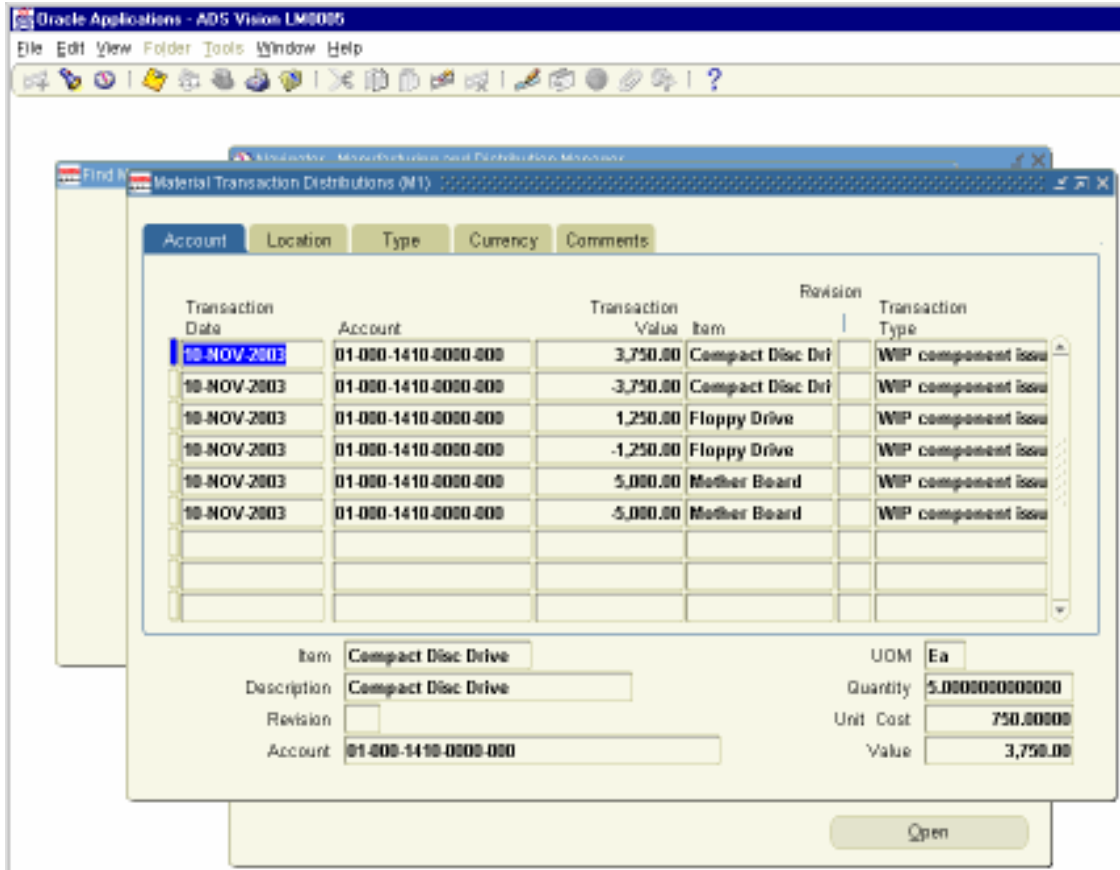 Oracle Applications - ADS Vision LM0005
File Edit View Folder Tools Window Help
Navigator - Manufacturing and Distribution Manager
Find
Material Transaction Distributions (M1)
Account Location Type Currency Comments
Revision
Transaction Transaction Transaction
Date Account Value Item Type
10-NOV-2003 01-000-1410-0000-000 3,750.00 Compact Disc Dri WIP component issu
10-NOV-2003 01-000-1410-0000-000 -3,750.00 Compact Disc Dri WIP component issu
10-NOV-2003 01-000-1410-0000-000 1,250.00 Floppy Drive WIP component issu
10-NOV-2003 01-000-1410-0000-000 -1,250.00 Floppy Drive WIP component issu
10-NOV-2003 01-000-1410-0000-000 5,000.00 Mother Board WIP component issu
10-NOV-2003 01-000-1410-0000-000 -5,000.00 Mother Board WIP component issu
Item Compact Disc Drive UOM Ea
Description Compact Disc Drive Quantity 5.0000000000000
Revision Unit Cost 750.00000
Account 01-000-1410-0000-000 Value 3,750.00
Open